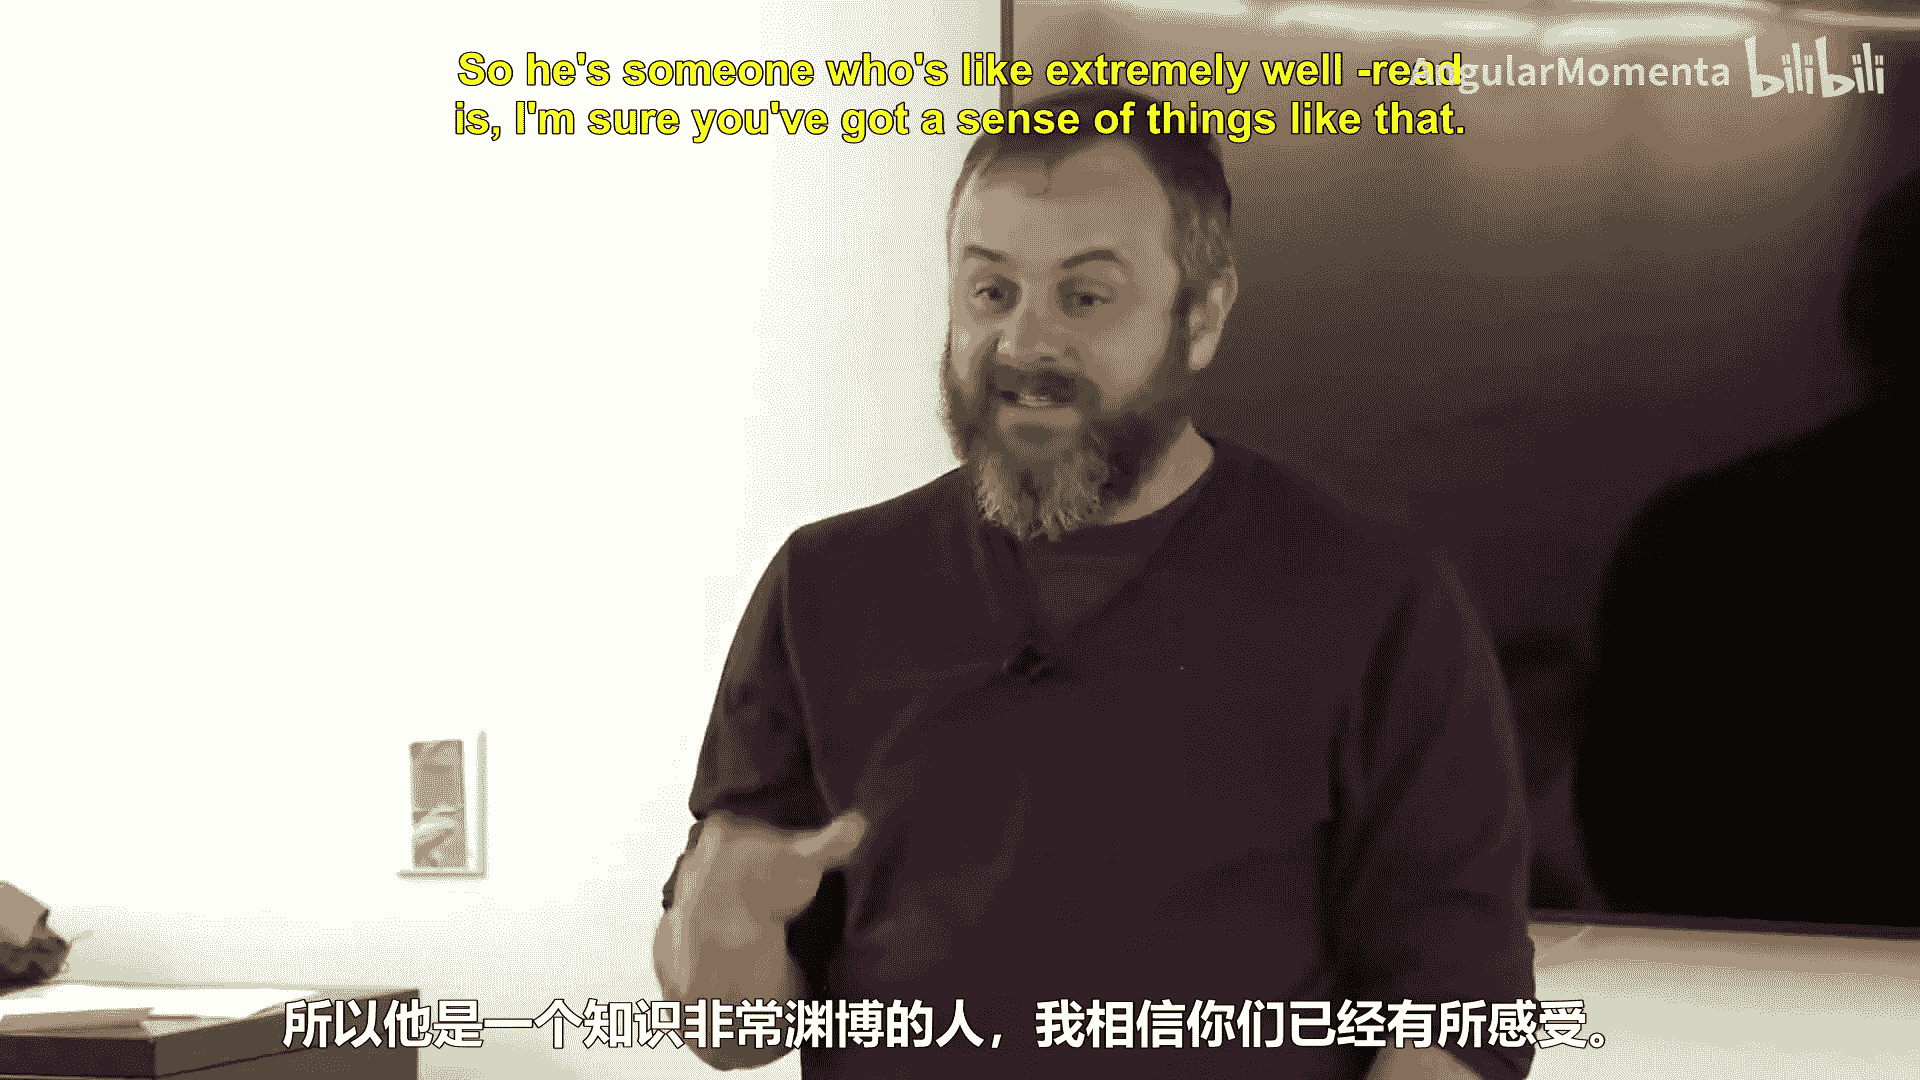 So he's someone who's like extremely well -read
is, I'm sure you've got a sense of things like that.
AngularMomenta bilibili
所以他是一个知识非常渊博的人，我相信你们已经有所感受。